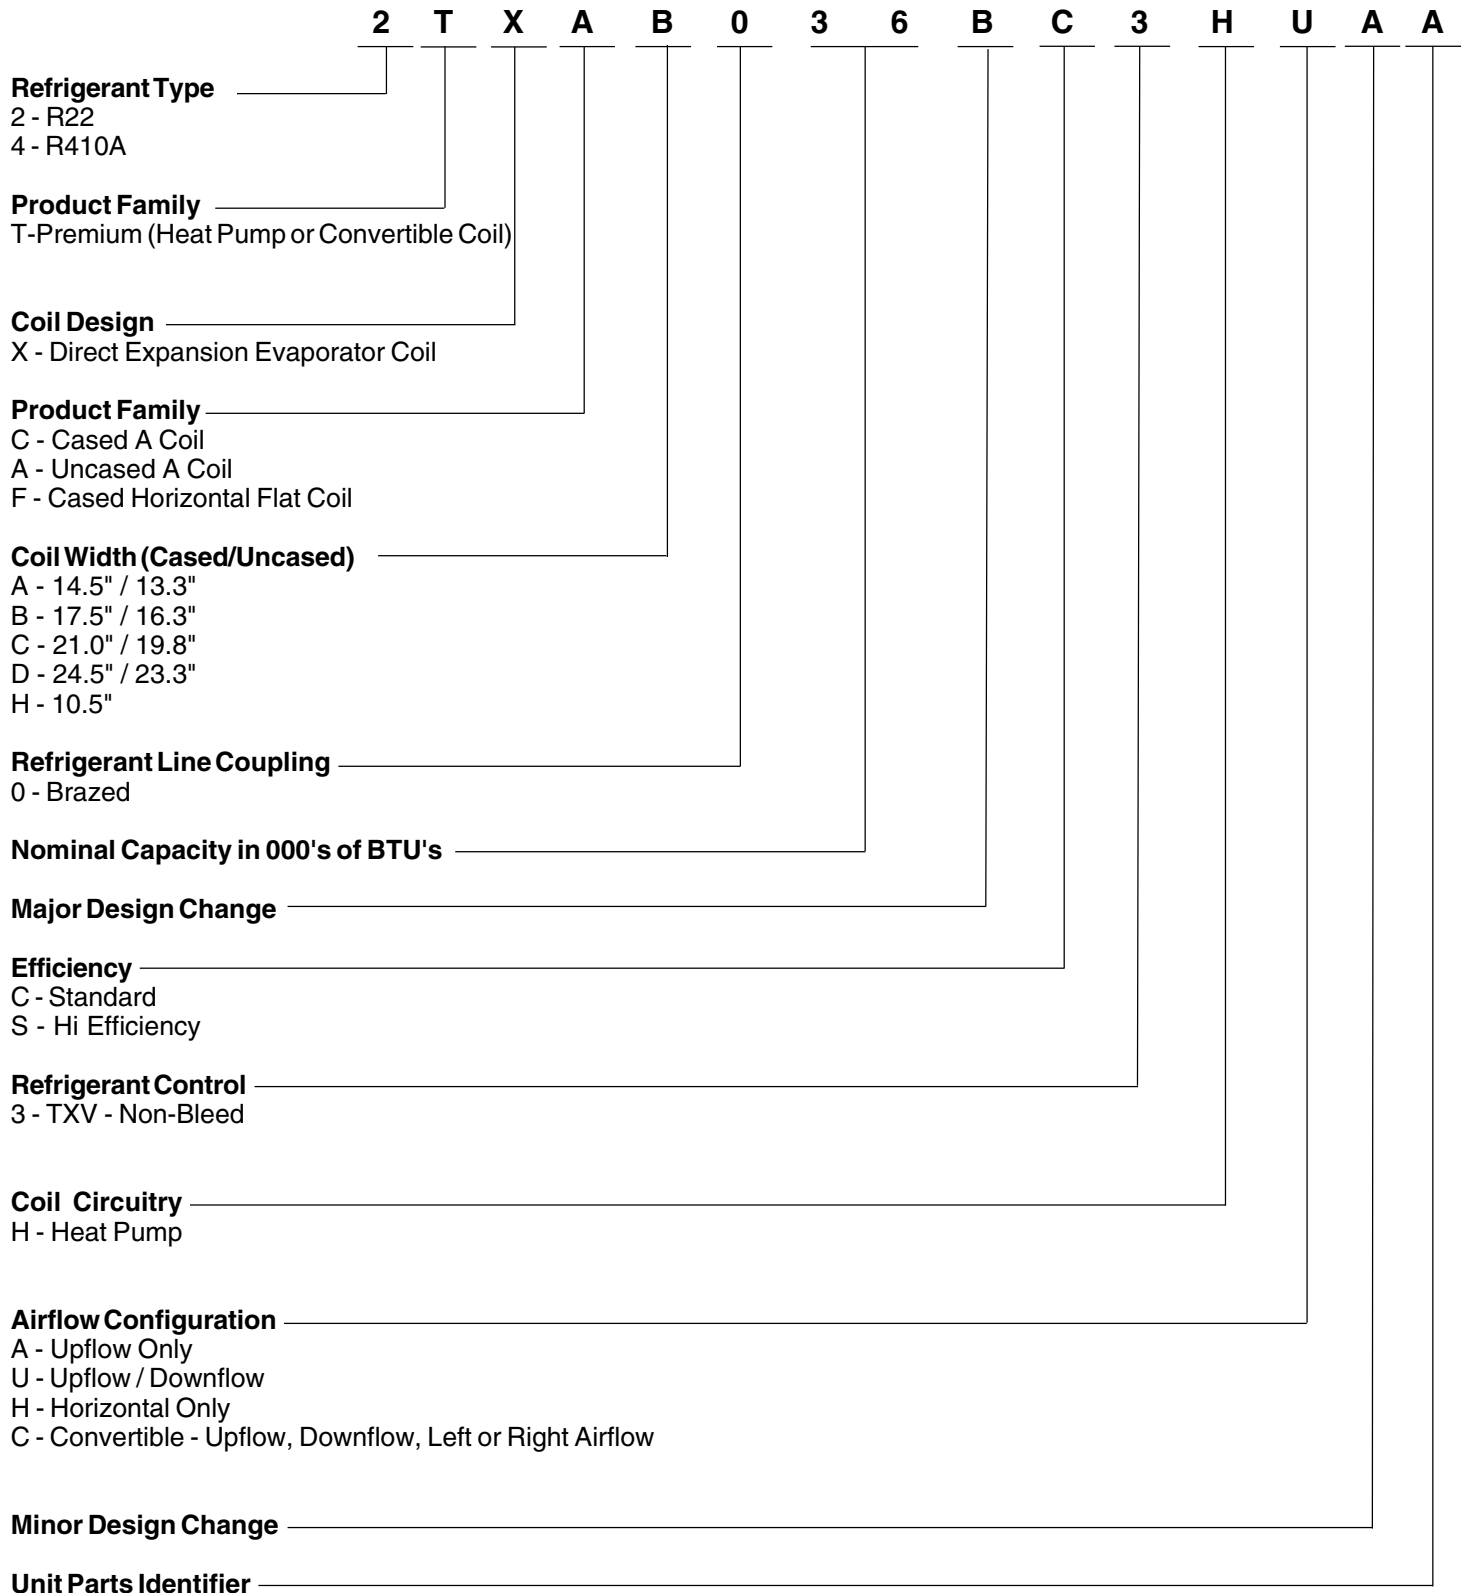 2 T X A B 0 3 6 B C 3 H U A A
Refrigerant Type
2 - R22
4 - R410A
Product Family
T-Premium (Heat Pump or Convertible Coil)
Coil Design
X - Direct Expansion Evaporator Coil
Product Family
C - Cased A Coil
A - Uncased A Coil
F - Cased Horizontal Flat Coil
Coil Width (Cased/Uncased)
A - 14.5" / 13.3"
B - 17.5" / 16.3"
C - 21.0" / 19.8"
D - 24.5" / 23.3"
H - 10.5"
Refrigerant Line Coupling
0 - Brazed
Nominal Capacity in 000's of BTU's
Major Design Change
Efficiency
C - Standard
S - Hi Efficiency
Refrigerant Control
3 - TXV - Non-Bleed
Coil Circuitry
H - Heat Pump
Airflow Configuration
A - Upflow Only
U - Upflow / Downflow
H - Horizontal Only
C - Convertible - Upflow, Downflow, Left or Right Airflow
Minor Design Change
Unit Parts Identifier